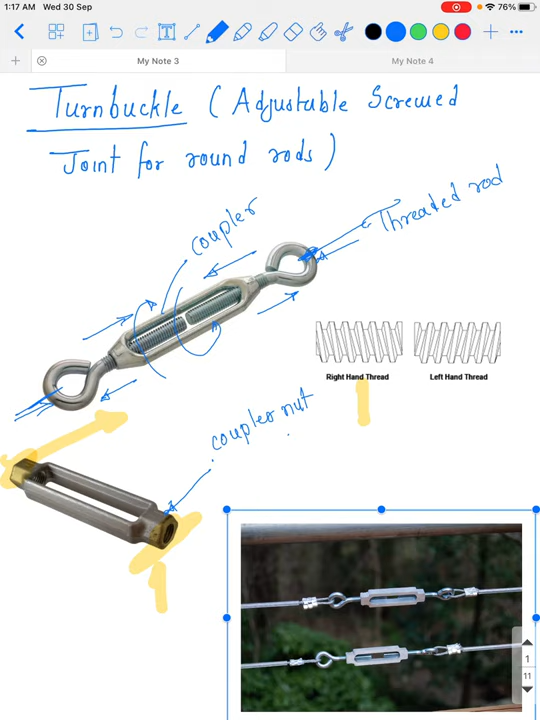 1:17 AM Wed 30 Sep
76%
My Note 3
My Note 4
Turnbuckle ( Adjustable Screwed
Joint for round rods )
coupler
Threated rod
Right Hand Thread
Left Hand Thread
coupler nut
1
11